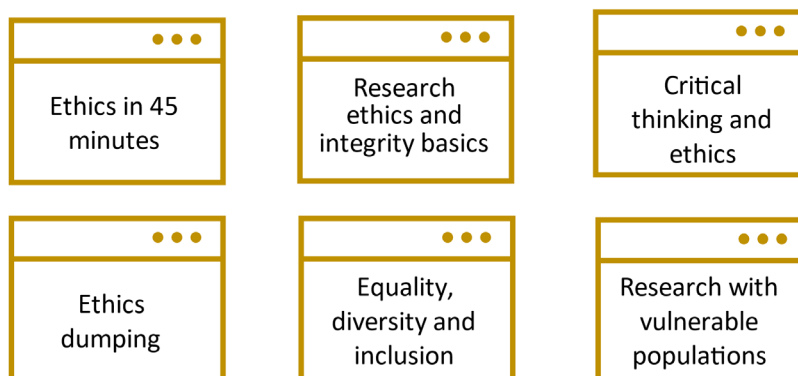 Ethics in 45
minutes
Research
ethics and
integrity basics
Critical
thinking and
ethics
Ethics
dumping
Equality,
diversity and
inclusion
Research with
vulnerable
populations